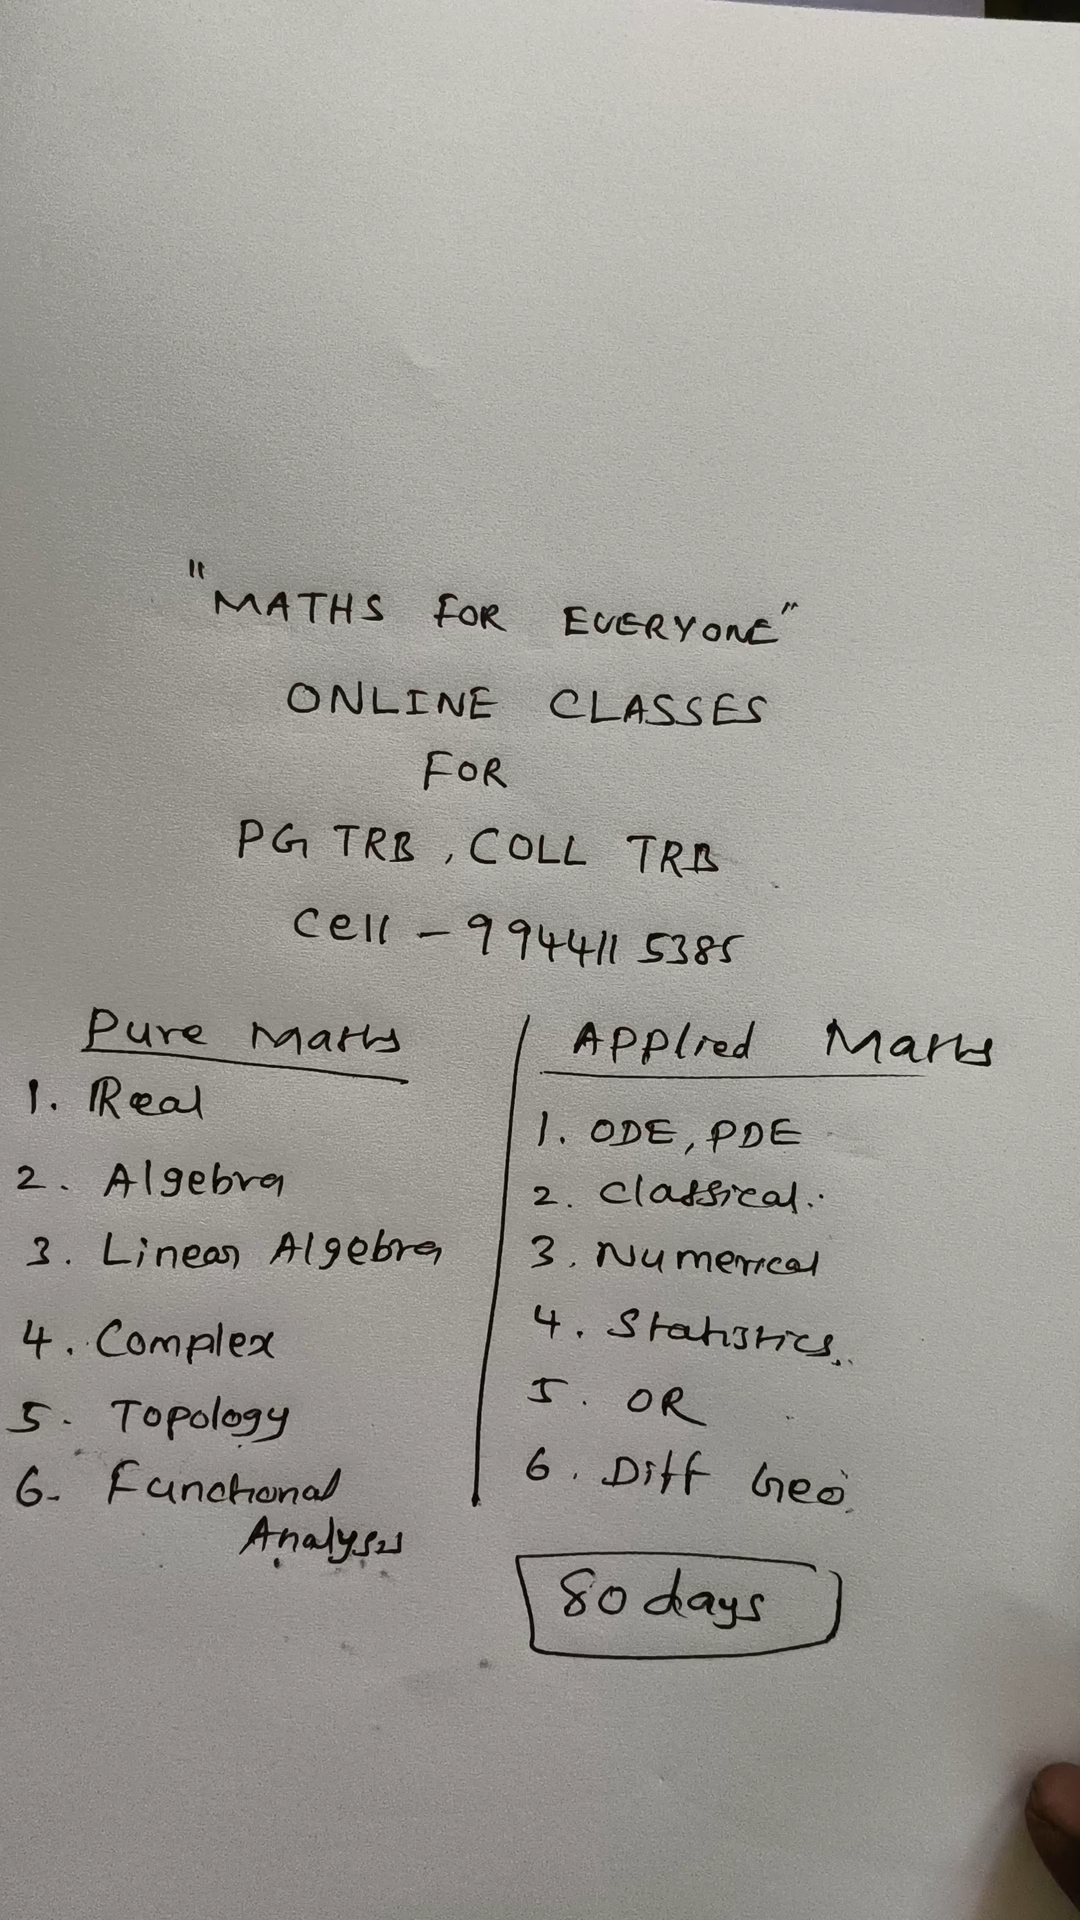 "MATHS FOR EVERYONE"
ONLINE CLASSES
FOR
PG TRB, COLL TRB
Cell - 9944115385
Pure Maths
1. Real
2. Algebra
3. Linear Algebra
4. Complex
5. Topology
6. Functional
Analysis
Applied Maths
1. ODE, PDE
2. Classical.
3. Numerical
4. Statistics.
5. OR
6. Diff Geo.
80 days